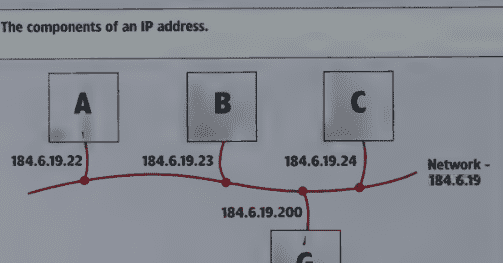 The components of an IP address.
A
B
C
184.6.19.22
184.6.19.23
184.6.19.24
Network -
184.6.19
184.6.19.200
G